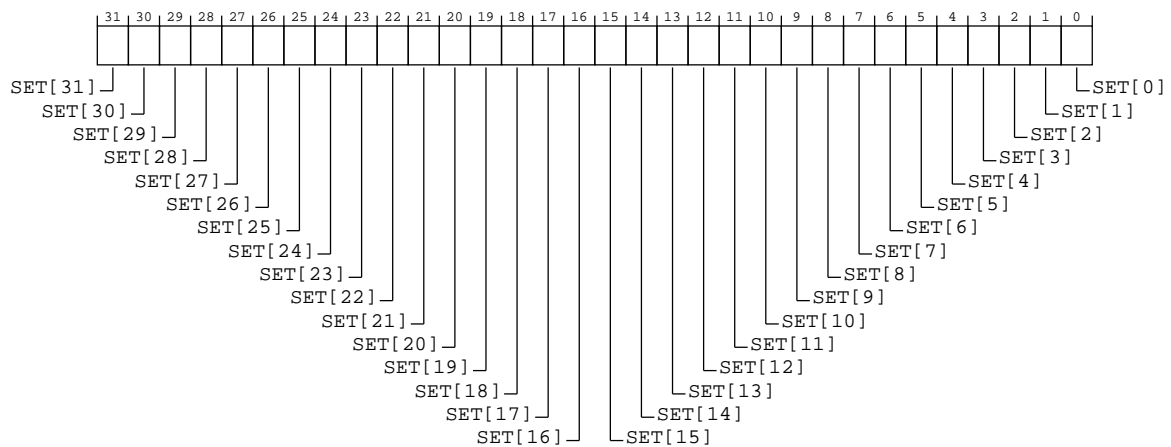 31 30 29 28 27 26 25 24 23 22 21 20 19 18 17 16 15 14 13 12 11 10 9 8 7 6 5 4 3 2 1 0
SET[31] SET[0]
SET[30] SET[1]
SET[29] SET[2]
SET[28] SET[3]
SET[27] SET[4]
SET[26] SET[5]
SET[25] SET[6]
SET[24] SET[7]
SET[23] SET[8]
SET[22] SET[9]
SET[21] SET[10]
SET[20] SET[11]
SET[19] SET[12]
SET[18] SET[13]
SET[17] SET[14]
SET[16] SET[15]